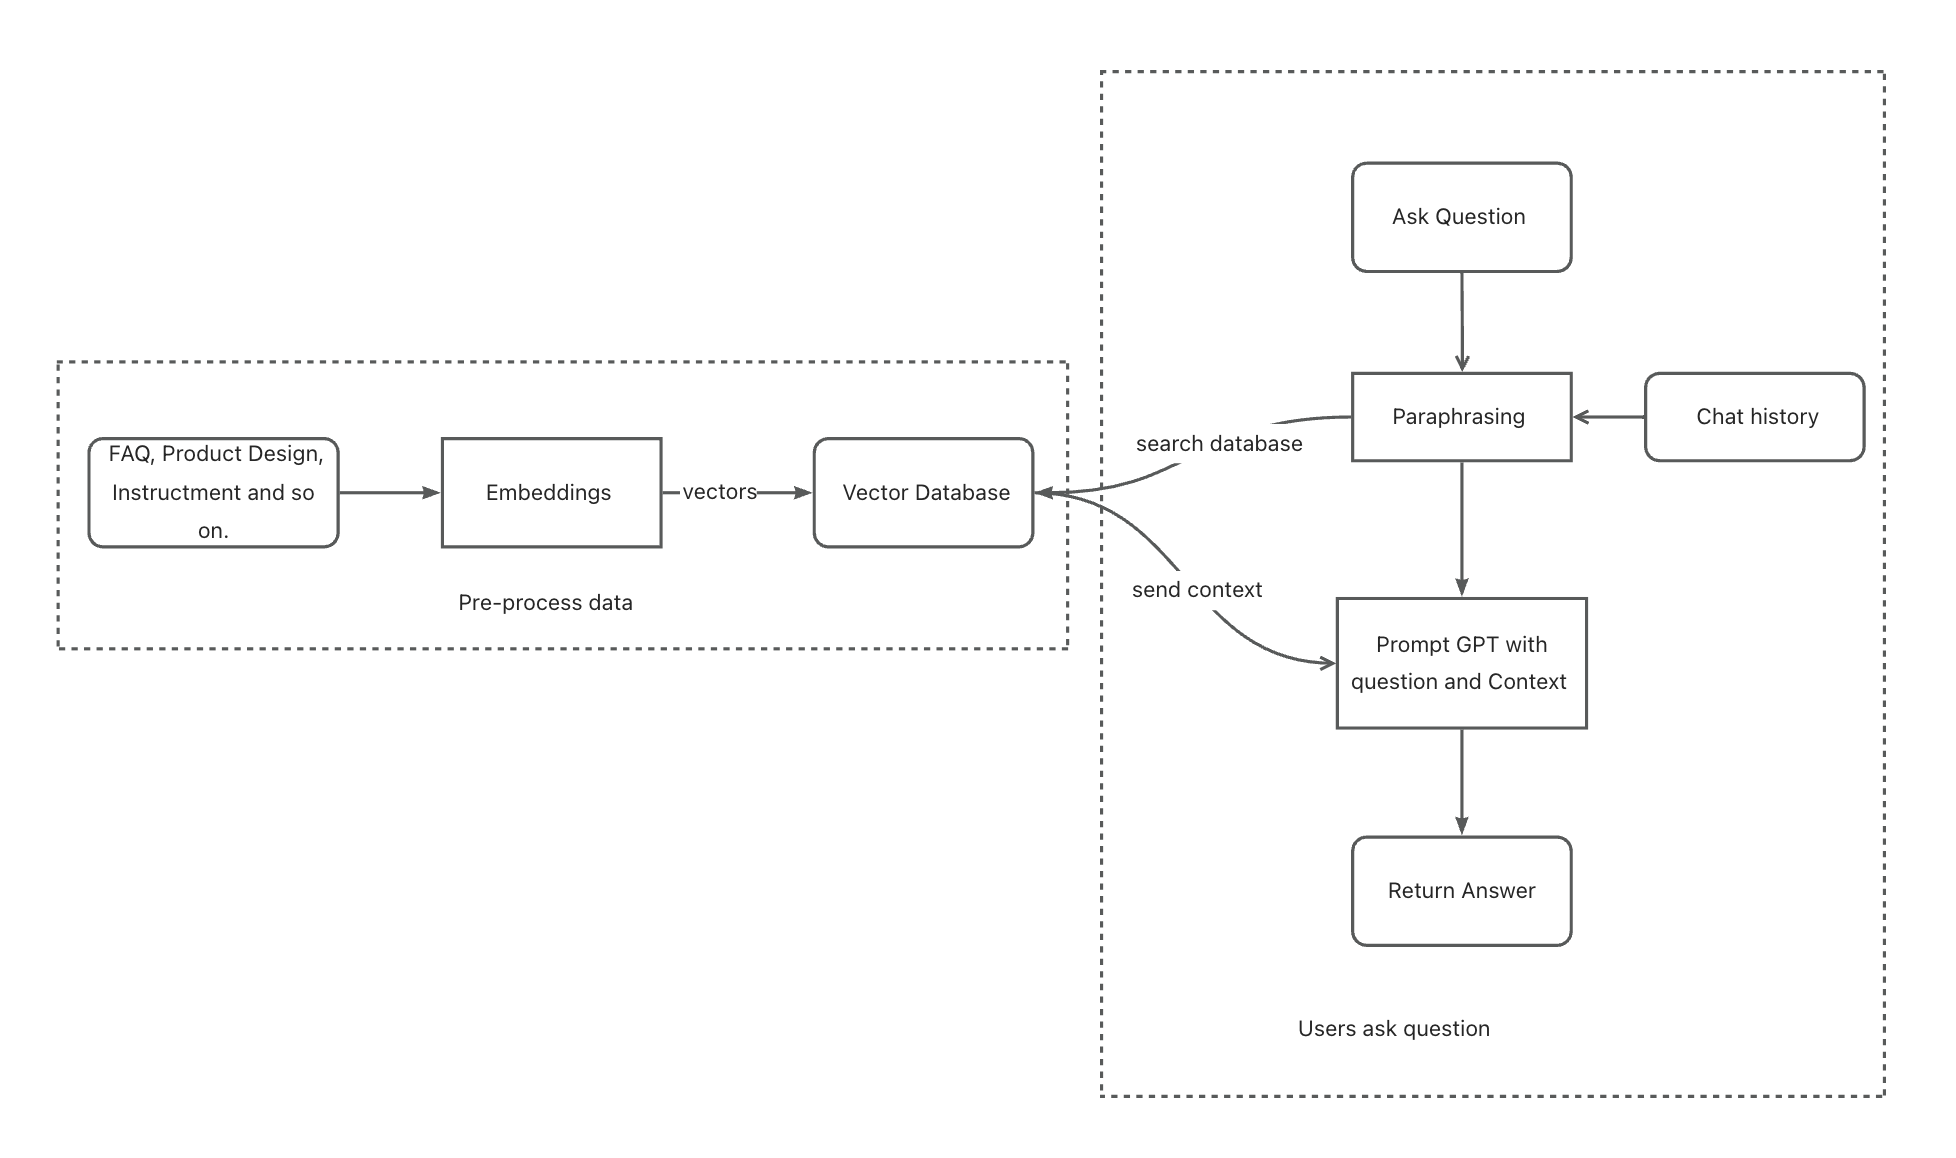 Ask Question
Paraphrasing
Chat history
search database
FAQ, Product Design,
Instructment and so
on.
Embeddings
vectors
Vector Database
send context
Pre-process data
Prompt GPT with
question and Context
Return Answer
Users ask question